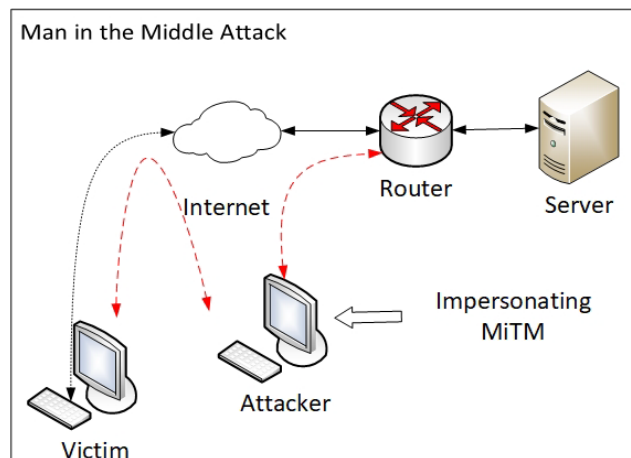 Man in the Middle Attack
Internet
Router
Server
Impersonating
MiTM
Attacker
Victim